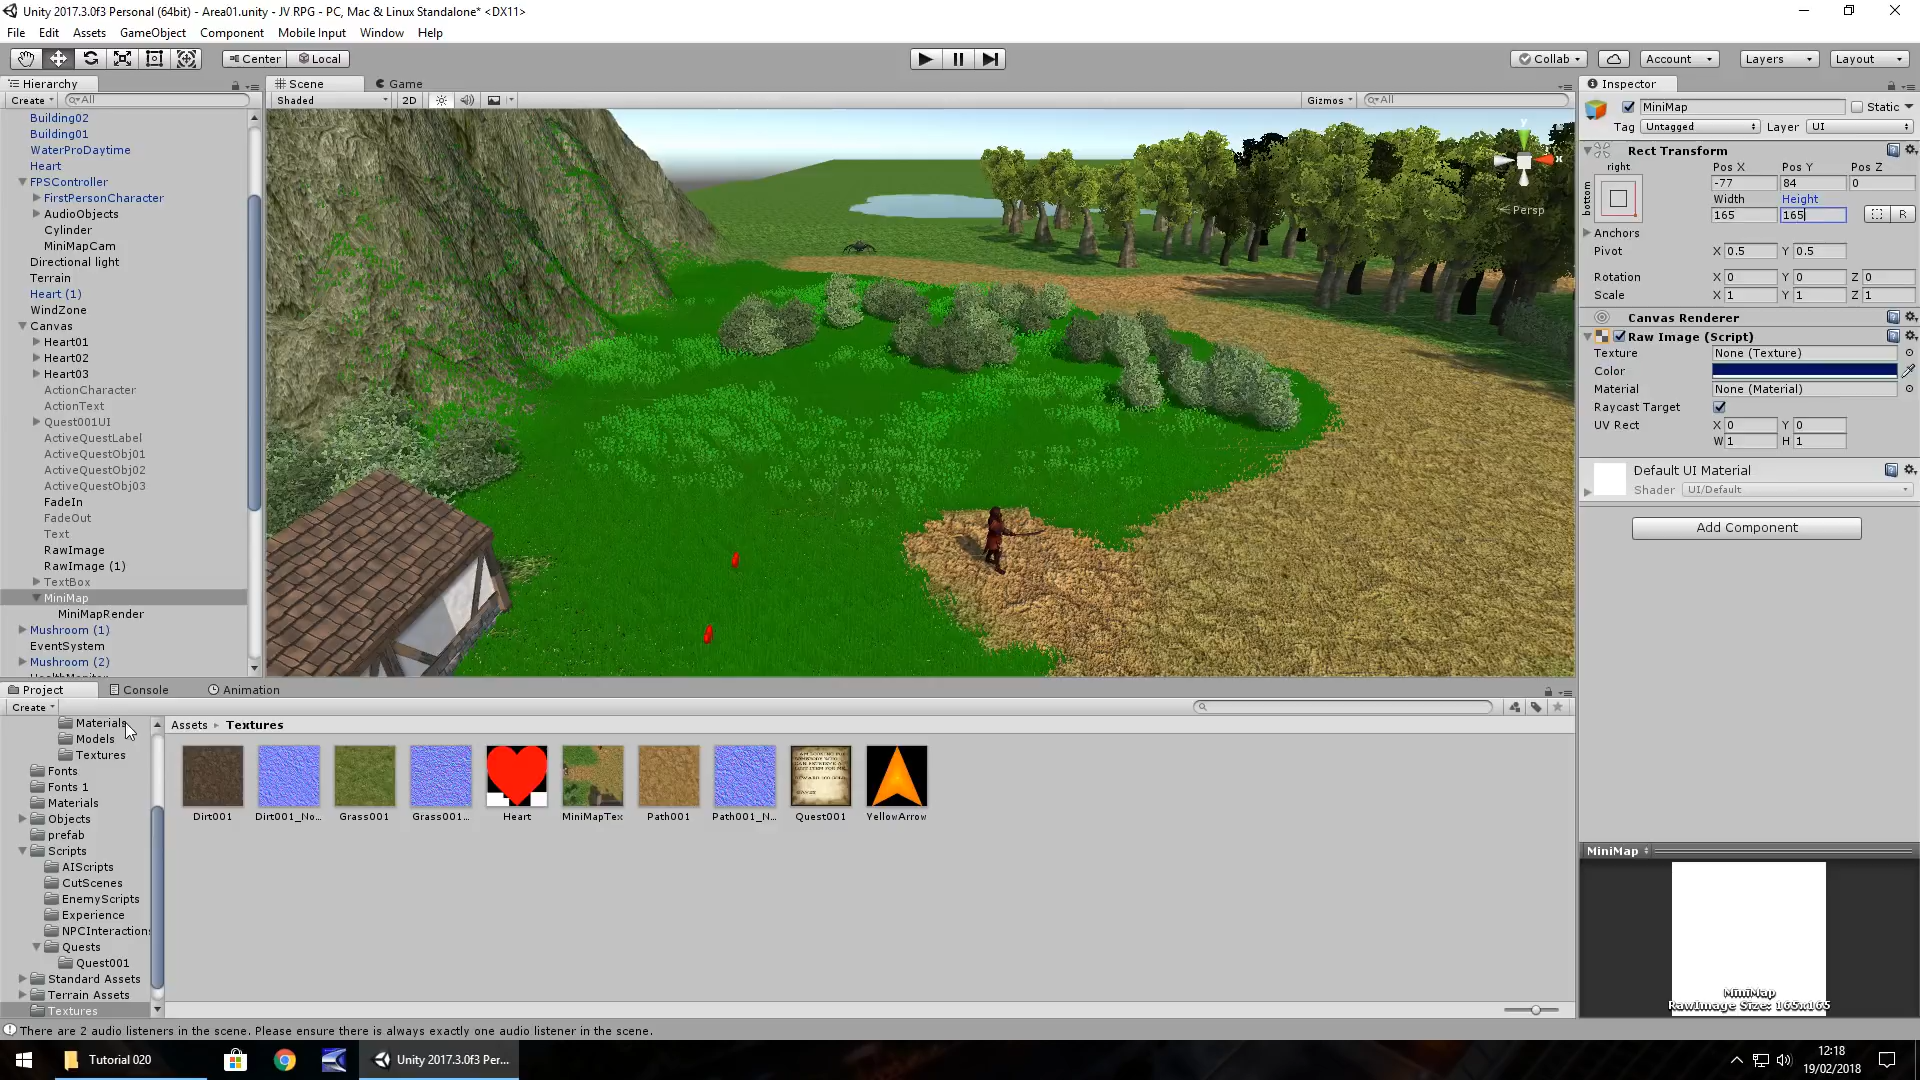 Unity 2017.3.0f3 Personal (64bit) - Area01.unity - JV RPG - PC, Mac & Linux Standalone* <DX11>
File Edit Assets GameObject Component Mobile Input Window Help
Center Local Collab Account Layers Layout
Hierarchy
Create All
Building02
Building01
WaterProDaytime
Heart
FPSController
FirstPersonCharacter
AudioObjects
Cylinder
MiniMapCam
Directional light
Terrain
Heart (1)
WindZone
Canvas
Heart01
Heart02
Heart03
ActionCharacter
ActionText
Quest001UI
ActiveQuestLabel
ActiveQuestObj01
ActiveQuestObj02
ActiveQuestObj03
FadeIn
FadeOut
Text
RawImage
RawImage (1)
TextBox
MiniMap
MiniMapRender
Mushroom (1)
EventSystem
Mushroom (2)
Scene Game
Shaded 2D Gizmos All
y
x
Persp
Inspector
MiniMap Static
Tag Untagged Layer UI
Rect Transform
right
bottom
Pos X Pos Y Pos Z
-77 84 0
Width Height
165 165 R
Anchors
Pivot X 0.5 Y 0.5
Rotation X 0 Y 0 Z 0
Scale X 1 Y 1 Z 1
Canvas Renderer
Raw Image (Script)
Texture None (Texture)
Color
Material None (Material)
Raycast Target
UV Rect X 0 Y 0
W 1 H 1
Default UI Material
Shader UI/Default
Add Component
MiniMap
MiniMap
RawImage Size: 165x165
Project Console Animation
Create
Materials
Models
Textures
Fonts
Fonts 1
Materials
Objects
prefab
Scripts
AIScripts
CutScenes
EnemyScripts
Experience
NPCInteractions
Quests
Quest001
Standard Assets
Terrain Assets
Textures
Assets Textures
Dirt001 Dirt001_No... Grass001 Grass001... Heart MiniMapTex Path001 Path001_N... Quest001 YellowArrow
There are 2 audio listeners in the scene. Please ensure there is always exactly one audio listener in the scene.
Tutorial 020 Unity 2017.3.0f3 Per...
12:18
19/02/2018